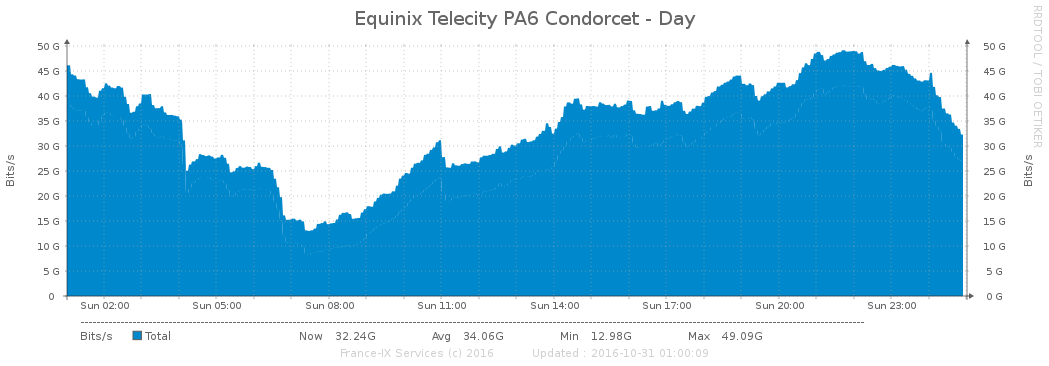 Equinix Telecity PA6 Condorcet - Day
RRDTOOL / TOBI OETIKER
50 G 50 G
45 G 45 G
40 G 40 G
35 G 35 G
30 G 30 G
25 G 25 G
20 G 20 G
15 G 15 G
10 G 10 G
5 G 5 G
0 0 G
Bits/s
Bits/s
Sun 02:00 Sun 05:00 Sun 08:00 Sun 11:00 Sun 14:00 Sun 17:00 Sun 20:00 Sun 23:00
Bits/s Total Now 32.24G Avg 34.06G Min 12.98G Max 49.09G
France-IX Services (c) 2016 Updated : 2016-10-31 01:00:09